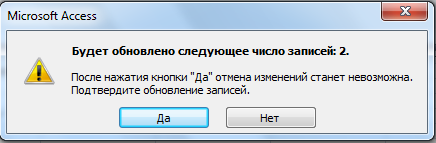 Microsoft Access
Будет обновлено следующее число записей: 2.
После нажатия кнопки "Да" отмена изменений станет невозможна.
Подтвердите обновление записей.
Да
Нет